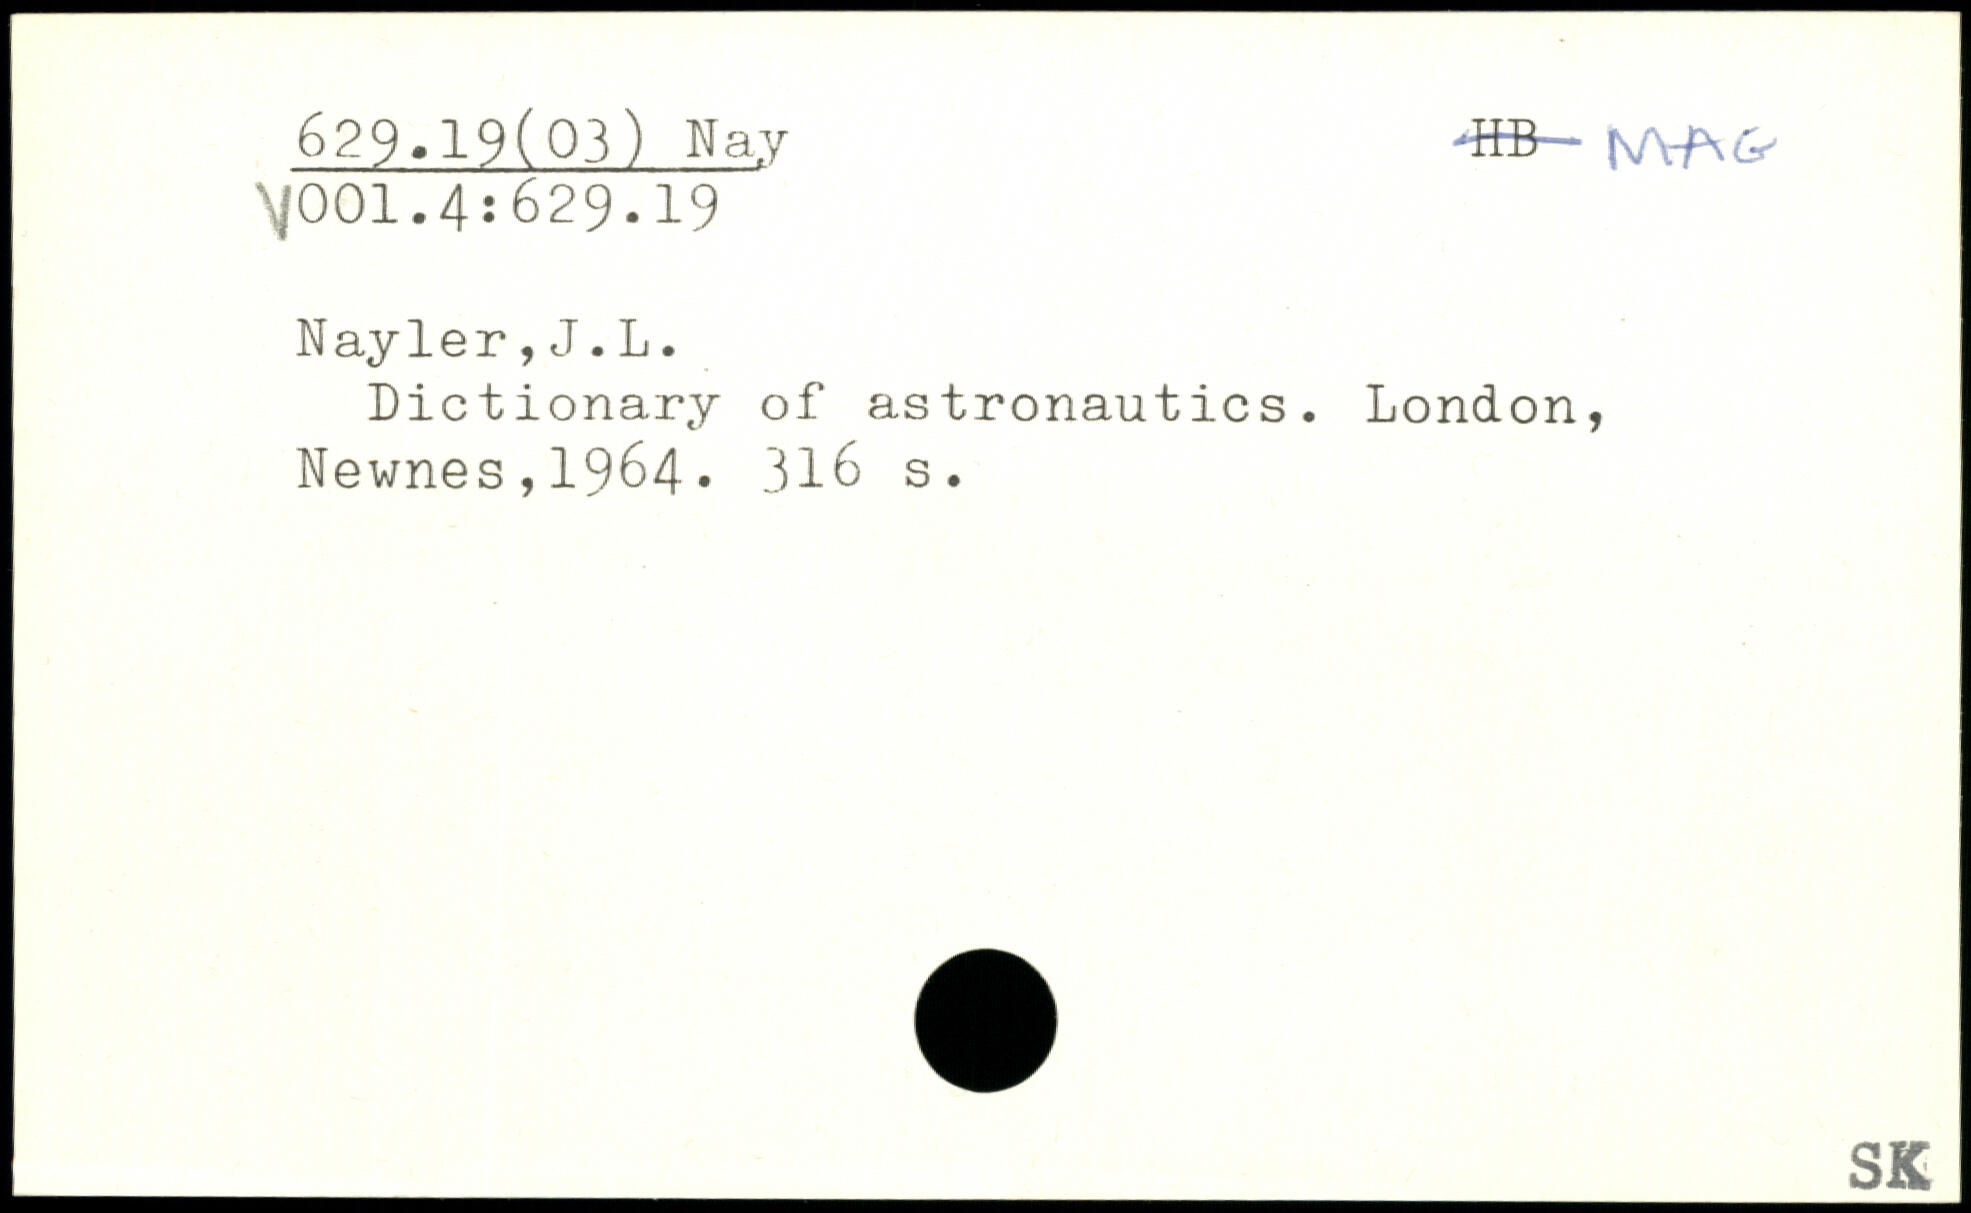 629.19(03) Nay
HB MAG
V001.4:629.19
Nayler,J.L.
Dictionary of astronautics. London,
Newnes,1964. 316 s.
SK